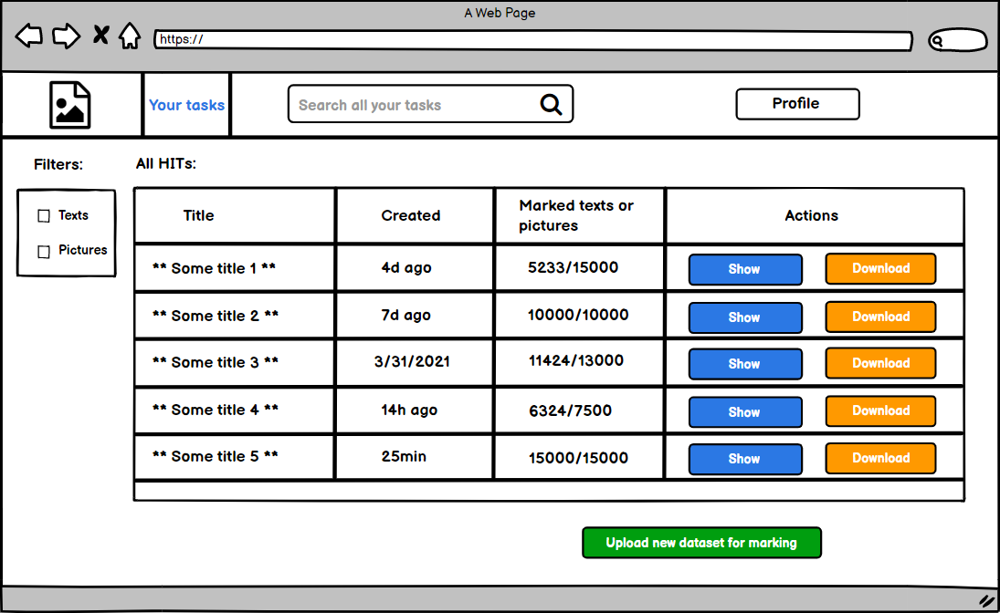 A Web Page
https://
Your tasks
Search all your tasks
Profile
Filters:
All HITs:
Texts
Pictures
Title Created Marked texts or pictures Actions
** Some title 1 ** 4d ago 5233/15000 Show Download
** Some title 2 ** 7d ago 10000/10000 Show Download
** Some title 3 ** 3/31/2021 11424/13000 Show Download
** Some title 4 ** 14h ago 6324/7500 Show Download
** Some title 5 ** 25min 15000/15000 Show Download
Upload new dataset for marking